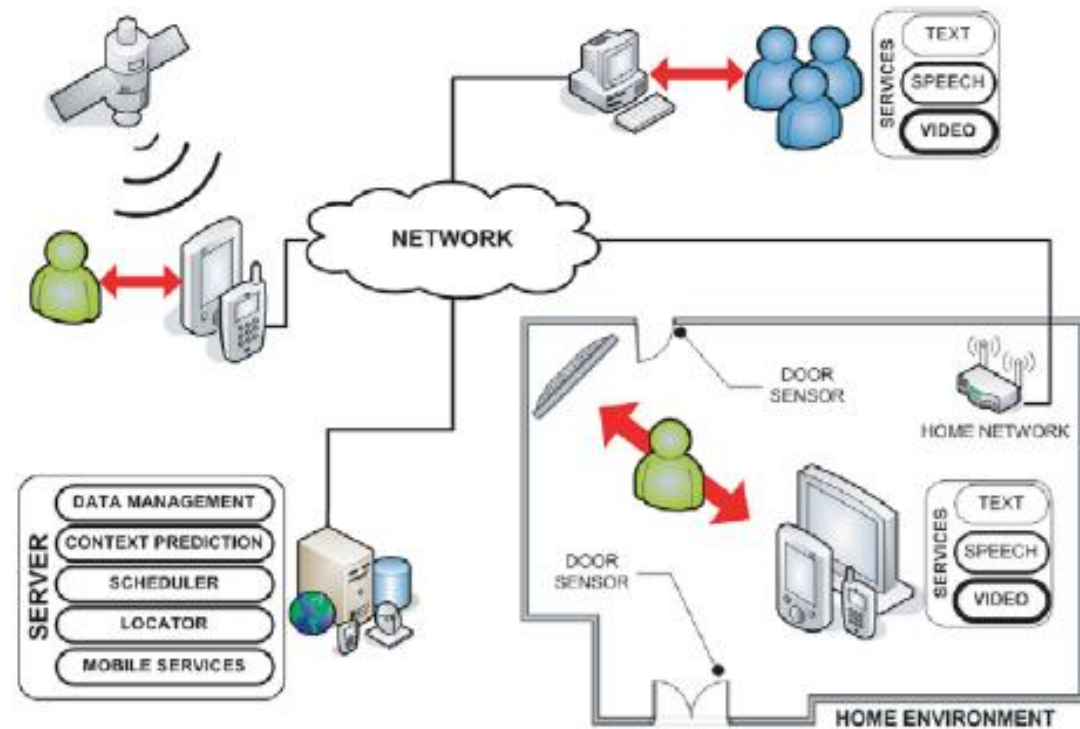 SERVICES
TEXT
SPEECH
VIDEO
NETWORK
DOOR
SENSOR
HOME NETWORK
SERVER
DATA MANAGEMENT
CONTEXT PREDICTION
SCHEDULER
LOCATOR
MOBILE SERVICES
DOOR
SENSOR
SERVICES
TEXT
SPEECH
VIDEO
HOME ENVIRONMENT